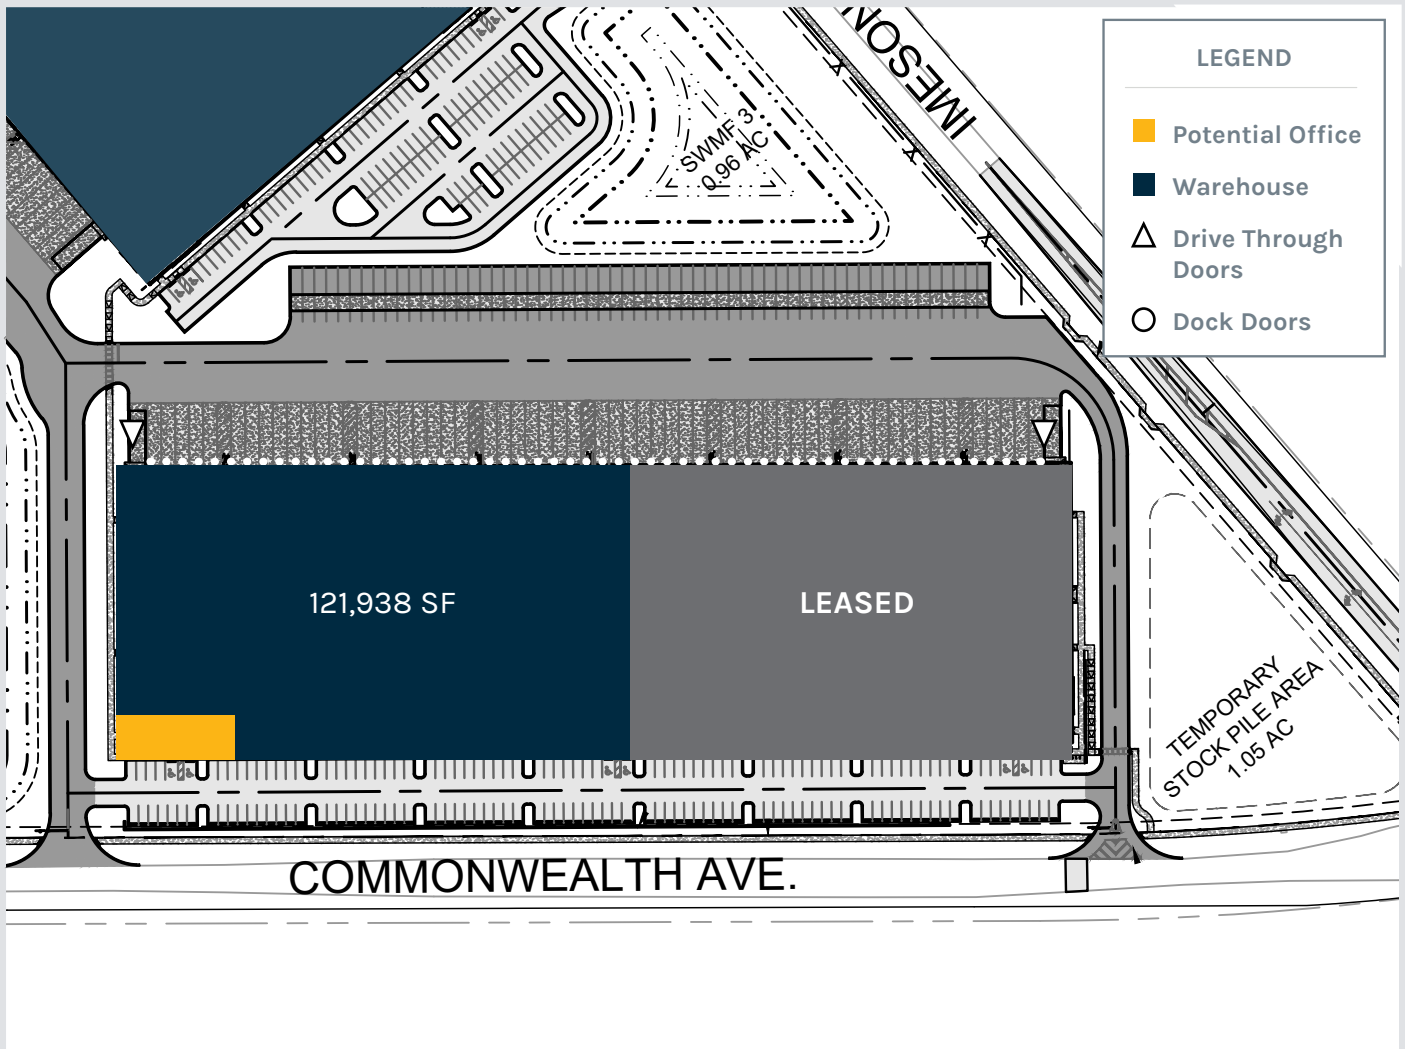 IMESON
SWMF 3
0.96 AC
LEGEND
Potential Office
Warehouse
Drive Through
Doors
Dock Doors
121,938 SF
LEASED
TEMPORARY
STOCK PILE AREA
1.05 AC
COMMONWEALTH AVE.